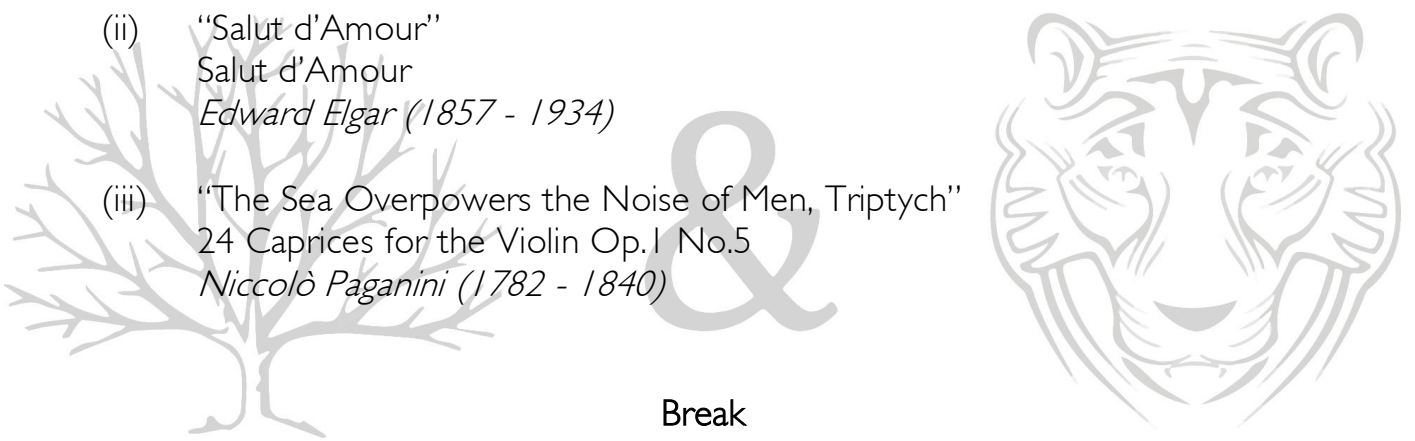 (ii) “Salut d’Amour”
Salut d’Amour
Edward Elgar (1857 - 1934)
(iii) “The Sea Overpowers the Noise of Men, Triptych”
24 Caprices for the Violin Op.1 No.5
Niccolò Paganini (1782 - 1840)
&
Break